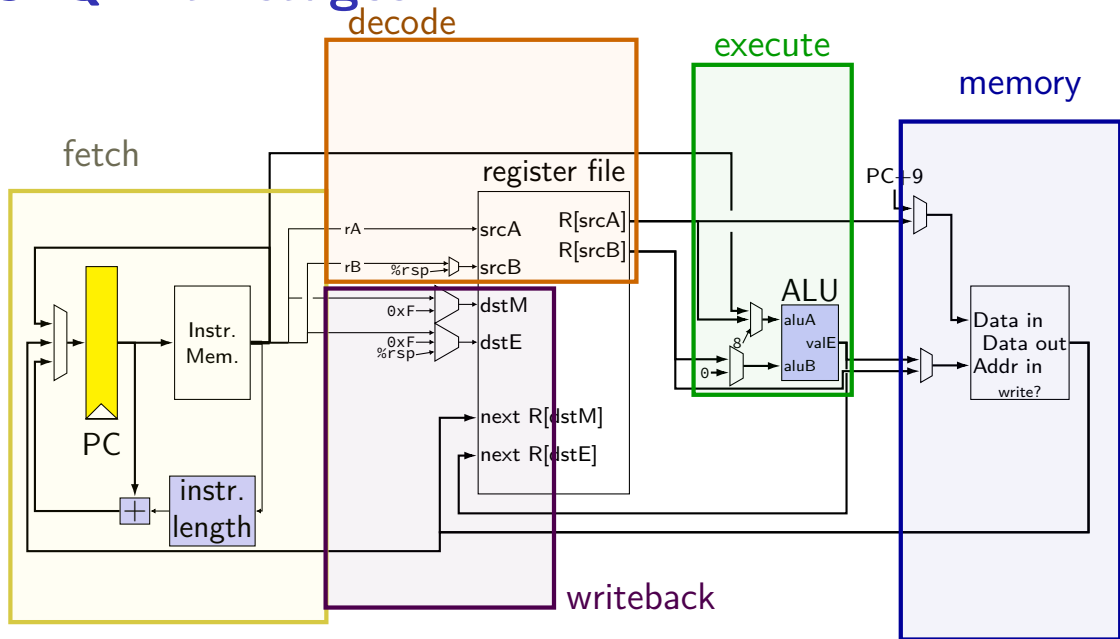 decode
execute
memory
fetch
register file
PC+9
R[srcA]
rA
srcA
R[srcB]
rB
%rsp
srcB
ALU
0xF
dstM
Instr.
Mem.
aluA
Data in
0xF
dstE
8
valE
Data out
%rsp
0
aluB
Addr in
write?
PC
next R[dstM]
next R[dstE]
instr.
length
+
writeback